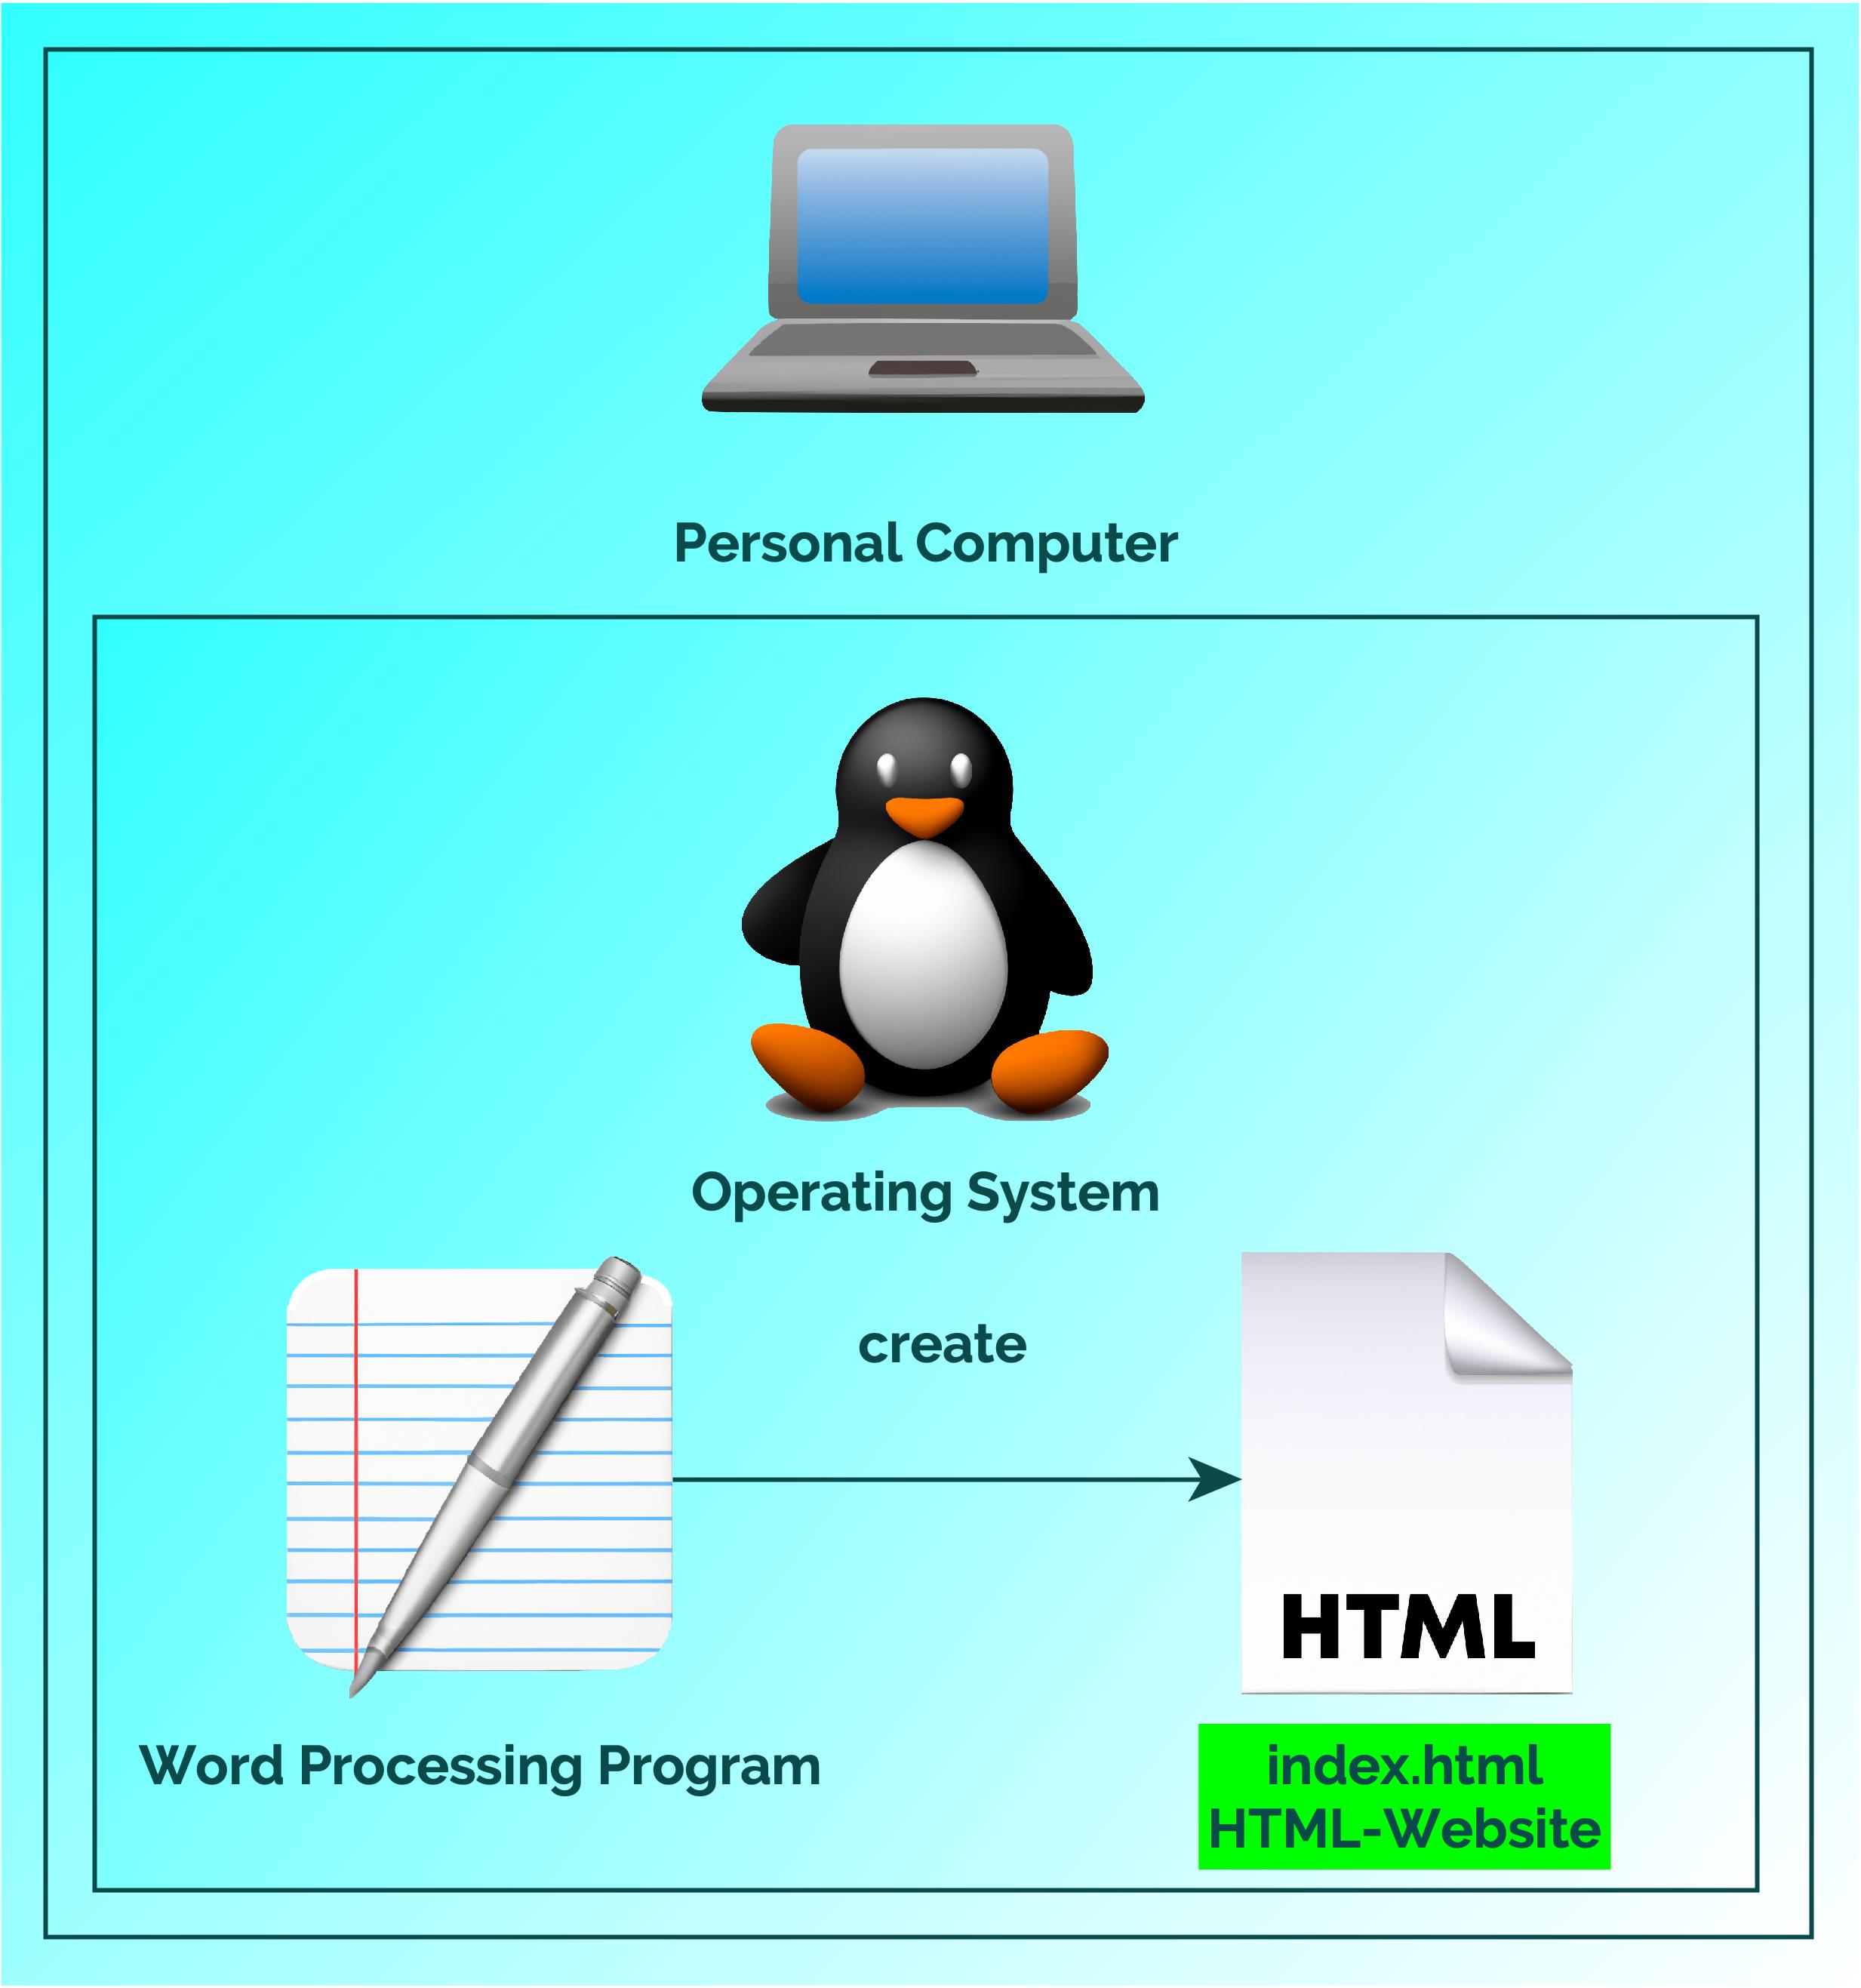 Personal Computer
Operating System
create
HTML
Word Processing Program
index.html
HTML-Website